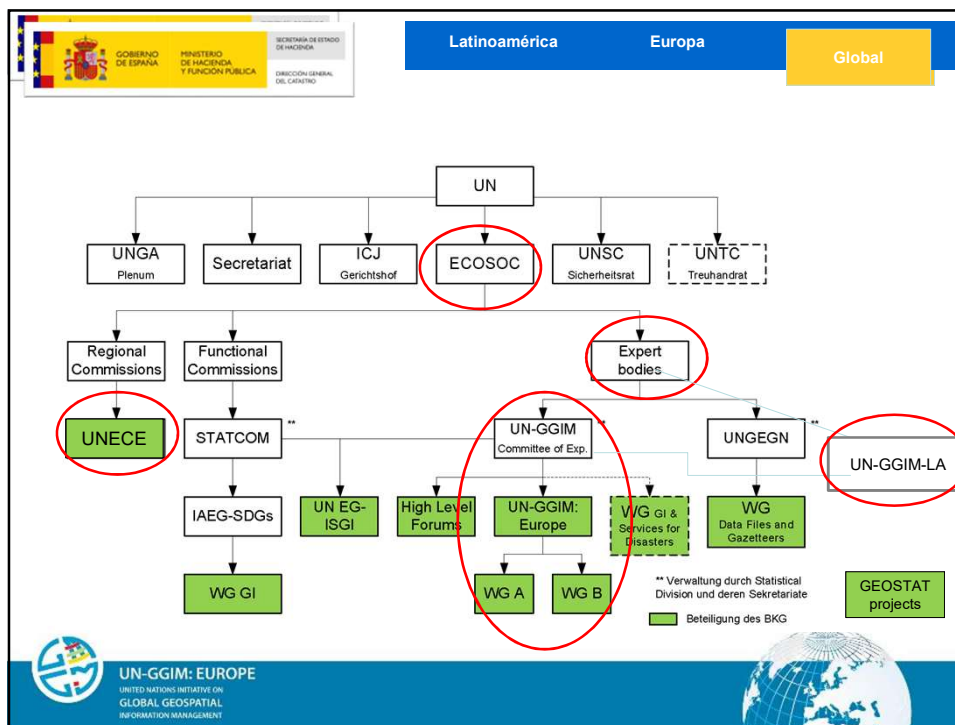 GOBIERNO
DE ESPAÑA
MINISTERIO
DE HACIENDA
Y FUNCIÓN PÚBLICA
SECRETARÍA DE ESTADO
DE HACIENDA
DIRECCIÓN GENERAL
DEL CATASTRO
Latinoamérica
Europa
Global
UN
UNGA
Plenum
Secretariat
ICJ
Gerichtshof
ECOSOC
UNSC
Sicherheitsrat
UNTC
Treuhandrat
Regional
Commissions
Functional
Commissions
Expert
bodies
UNECE
STATCOM
**
UN-GGIM
Committee of Exp.
**
UNGEGN
**
UN-GGIM-LA
IAEG-SDGs
UN EG-
ISGI
High Level
Forums
UN-GGIM:
Europe
WG GI &
Services for
Disasters
WG
Data Files and
Gazetteers
WG GI
WG A
WG B
** Verwaltung durch Statistical
Division und deren Sekretariate
Beteiligung des BKG
GEOSTAT
projects
UN-GGIM: EUROPE
UNITED NATIONS INITIATIVE ON
GLOBAL GEOSPATIAL
INFORMATION MANAGEMENT